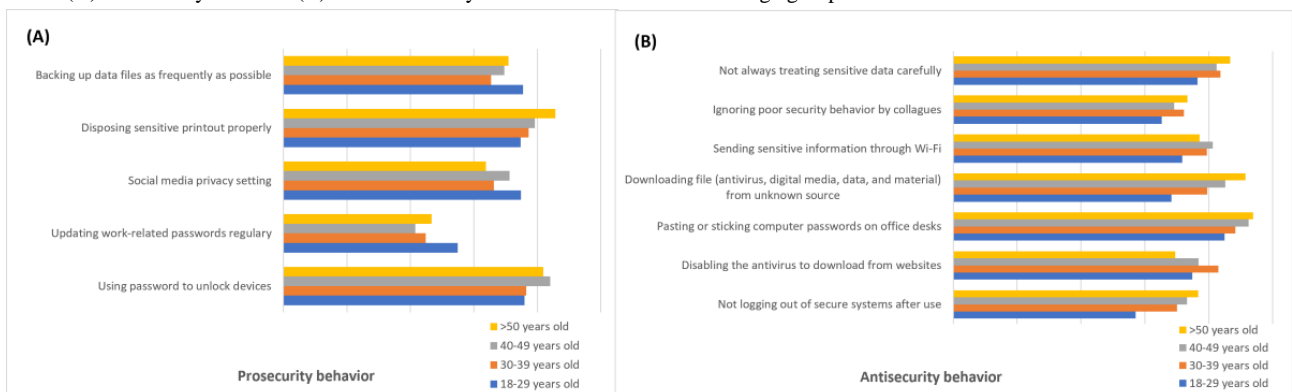 (A)
Backing up data files as frequently as possible
Disposing sensitive printout properly
Social media privacy setting
Updating work-related passwords regulary
Using password to unlock devices
>50 years old
40-49 years old
30-39 years old
18-29 years old
Prosecurity behavior
(B)
Not always treating sensitive data carefully
Ignoring poor security behavior by collagues
Sending sensitive information through Wi-Fi
Downloading file (antivirus, digital media, data, and material)
from unknown source
Pasting or sticking computer passwords on office desks
Disabling the antivirus to download from websites
Not logging out of secure systems after use
>50 years old
40-49 years old
30-39 years old
18-29 years old
Antisecurity behavior